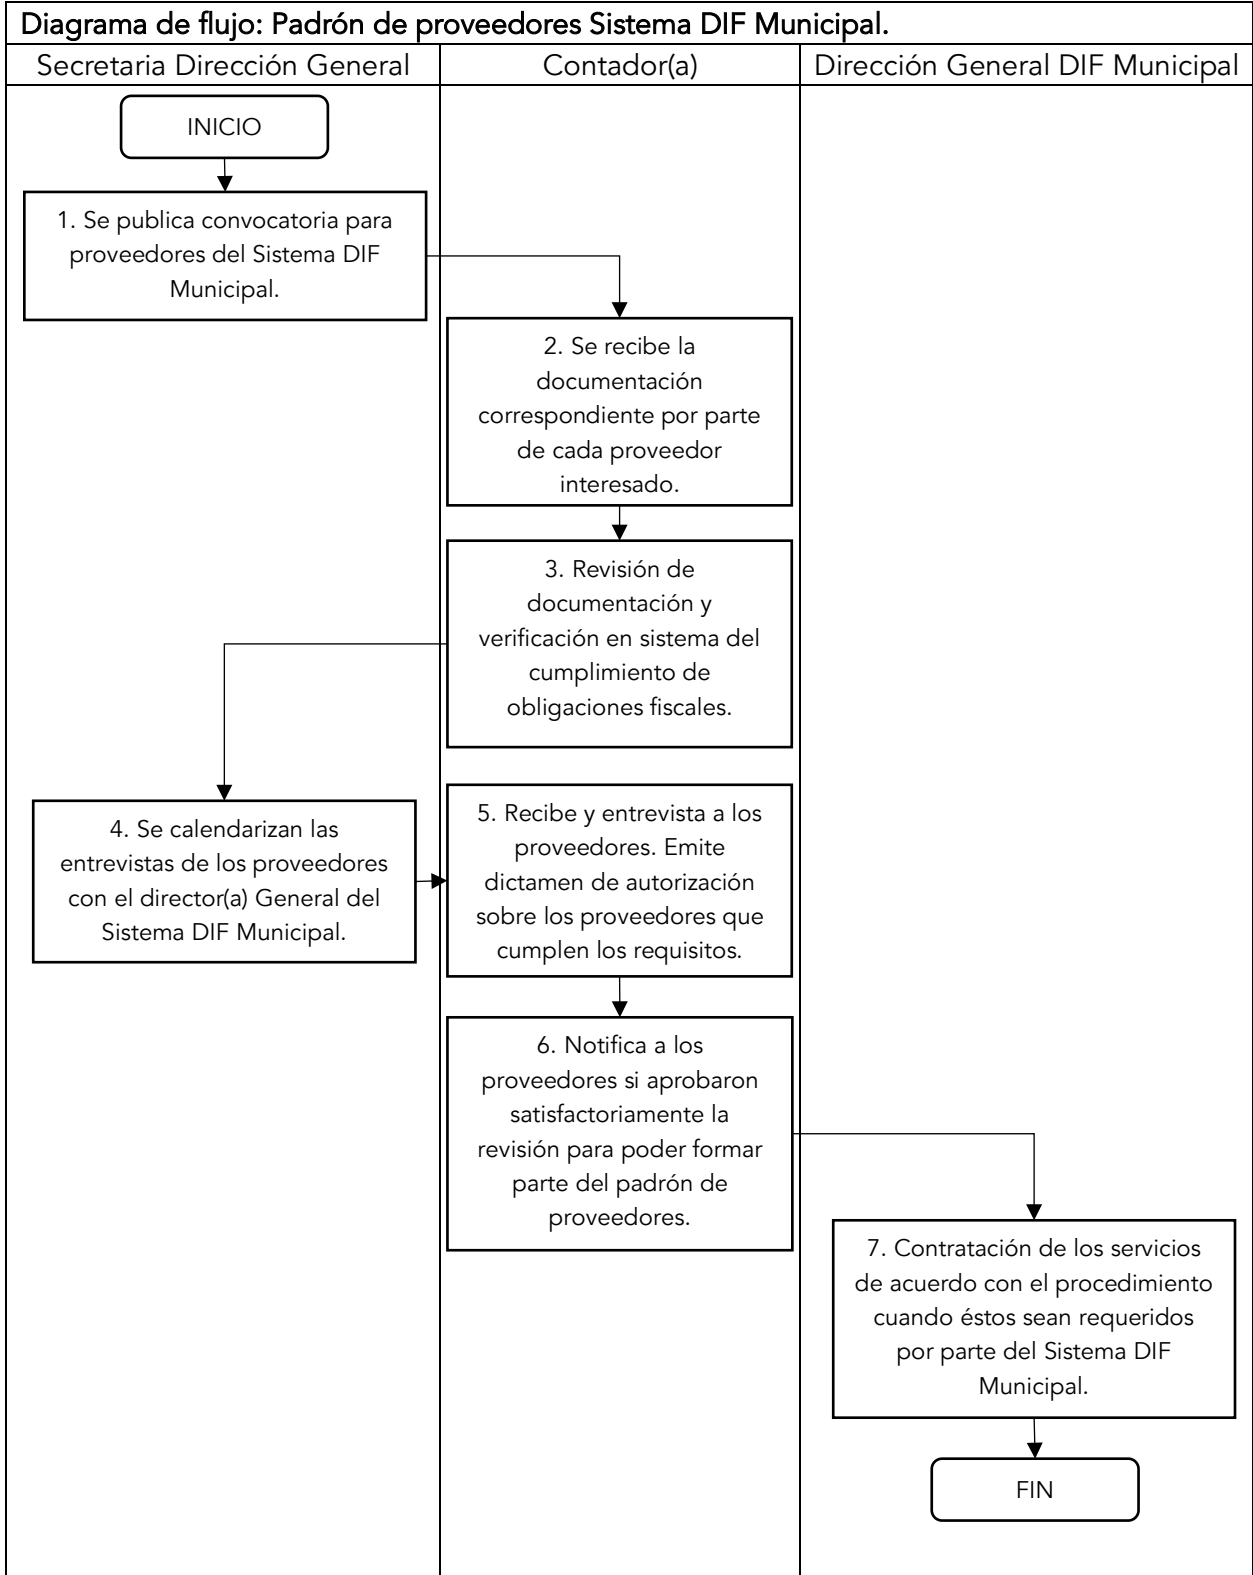 Diagrama de flujo: Padrón de proveedores Sistema DIF Municipal.
Secretaria Dirección General
Contador(a)
Dirección General DIF Municipal
INICIO
1. Se publica convocatoria para
proveedores del Sistema DIF
Municipal.
2. Se recibe la
documentación
correspondiente por parte
de cada proveedor
interesado.
3. Revisión de
documentación y
verificación en sistema del
cumplimiento de
obligaciones fiscales.
4. Se calendarizan las
entrevistas de los proveedores
con el director(a) General del
Sistema DIF Municipal.
5. Recibe y entrevista a los
proveedores. Emite
dictamen de autorización
sobre los proveedores que
cumplen los requisitos.
6. Notifica a los
proveedores si aprobaron
satisfactoriamente la
revisión para poder formar
parte del padrón de
proveedores.
7. Contratación de los servicios
de acuerdo con el procedimiento
cuando éstos sean requeridos
por parte del Sistema DIF
Municipal.
FIN